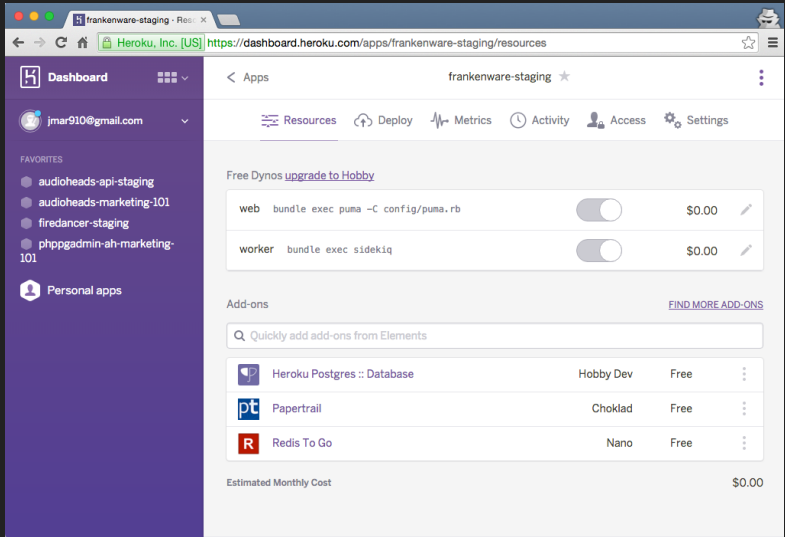 frankenware-staging - Reso
Heroku, Inc. [US] https://dashboard.heroku.com/apps/frankenware-staging/resources
Dashboard
Apps
frankenware-staging
jmar910@gmail.com
Resources Deploy Metrics Activity Access Settings
FAVORITES
audioheads-api-staging
audioheads-marketing-101
firedancer-staging
phppgadmin-ah-marketing-
101
Personal apps
Free Dynos upgrade to Hobby
web bundle exec puma -C config/puma.rb $0.00
worker bundle exec sidekiq $0.00
Add-ons FIND MORE ADD-ONS
Quickly add add-ons from Elements
Heroku Postgres :: Database Hobby Dev Free
pt Papertrail Choklad Free
R Redis To Go Nano Free
Estimated Monthly Cost $0.00